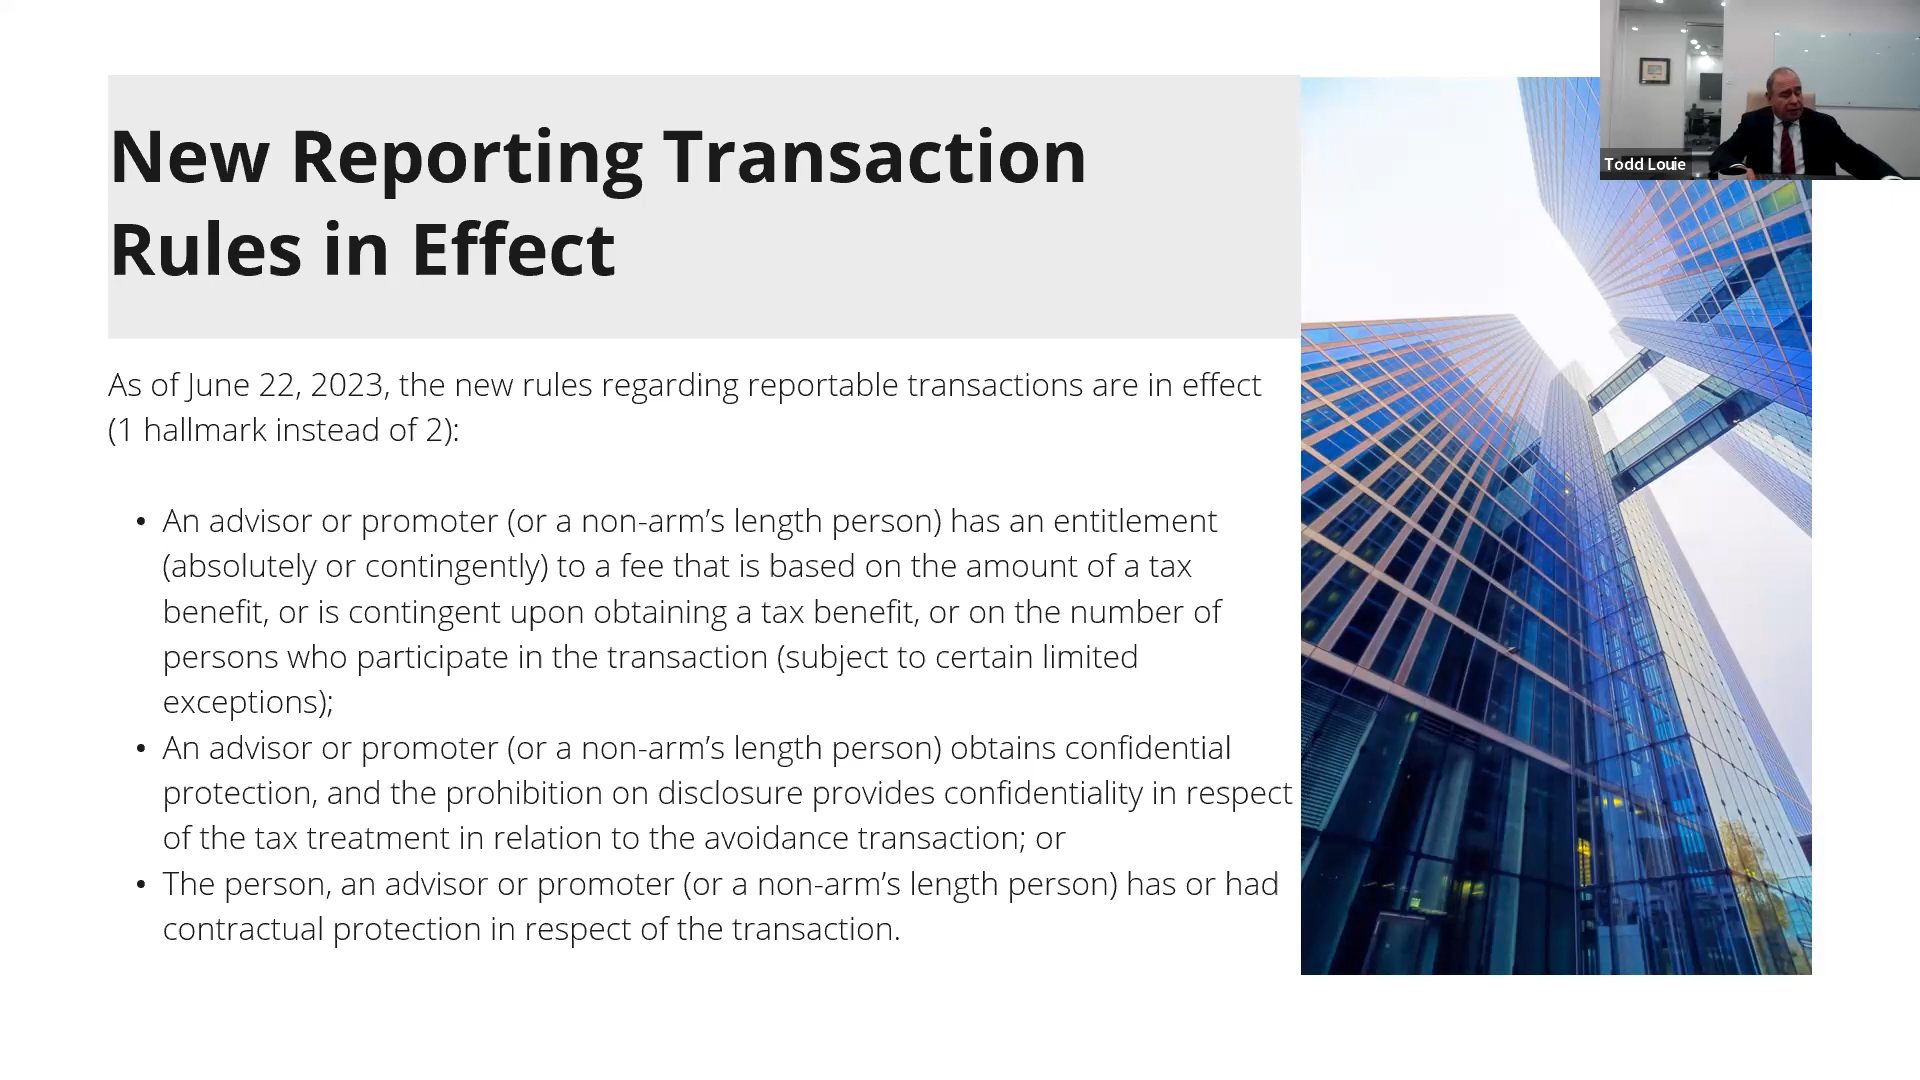 New Reporting Transaction
Rules in Effect
Todd Louie
As of June 22, 2023, the new rules regarding reportable transactions are in effect
(1 hallmark instead of 2):
• An advisor or promoter (or a non-arm’s length person) has an entitlement
(absolutely or contingently) to a fee that is based on the amount of a tax
benefit, or is contingent upon obtaining a tax benefit, or on the number of
persons who participate in the transaction (subject to certain limited
exceptions);
• An advisor or promoter (or a non-arm’s length person) obtains confidential
protection, and the prohibition on disclosure provides confidentiality in respect
of the tax treatment in relation to the avoidance transaction; or
• The person, an advisor or promoter (or a non-arm’s length person) has or had
contractual protection in respect of the transaction.